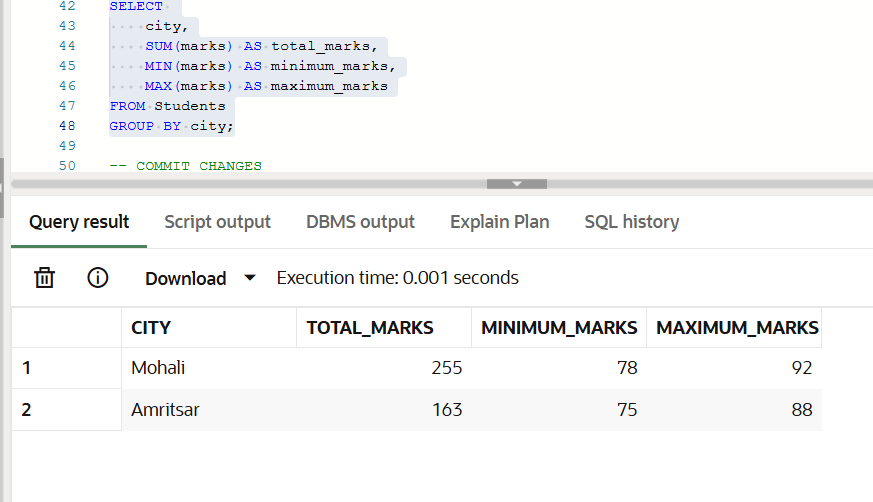 42 SELECT
43 city,
44 SUM(marks) AS total_marks,
45 MIN(marks) AS minimum_marks,
46 MAX(marks) AS maximum_marks
47 FROM Students
48 GROUP BY city;
49
50 -- COMMIT CHANGES
Query result Script output DBMS output Explain Plan SQL history
Download Execution time: 0.001 seconds
CITY TOTAL_MARKS MINIMUM_MARKS MAXIMUM_MARKS
1 Mohali 255 78 92
2 Amritsar 163 75 88